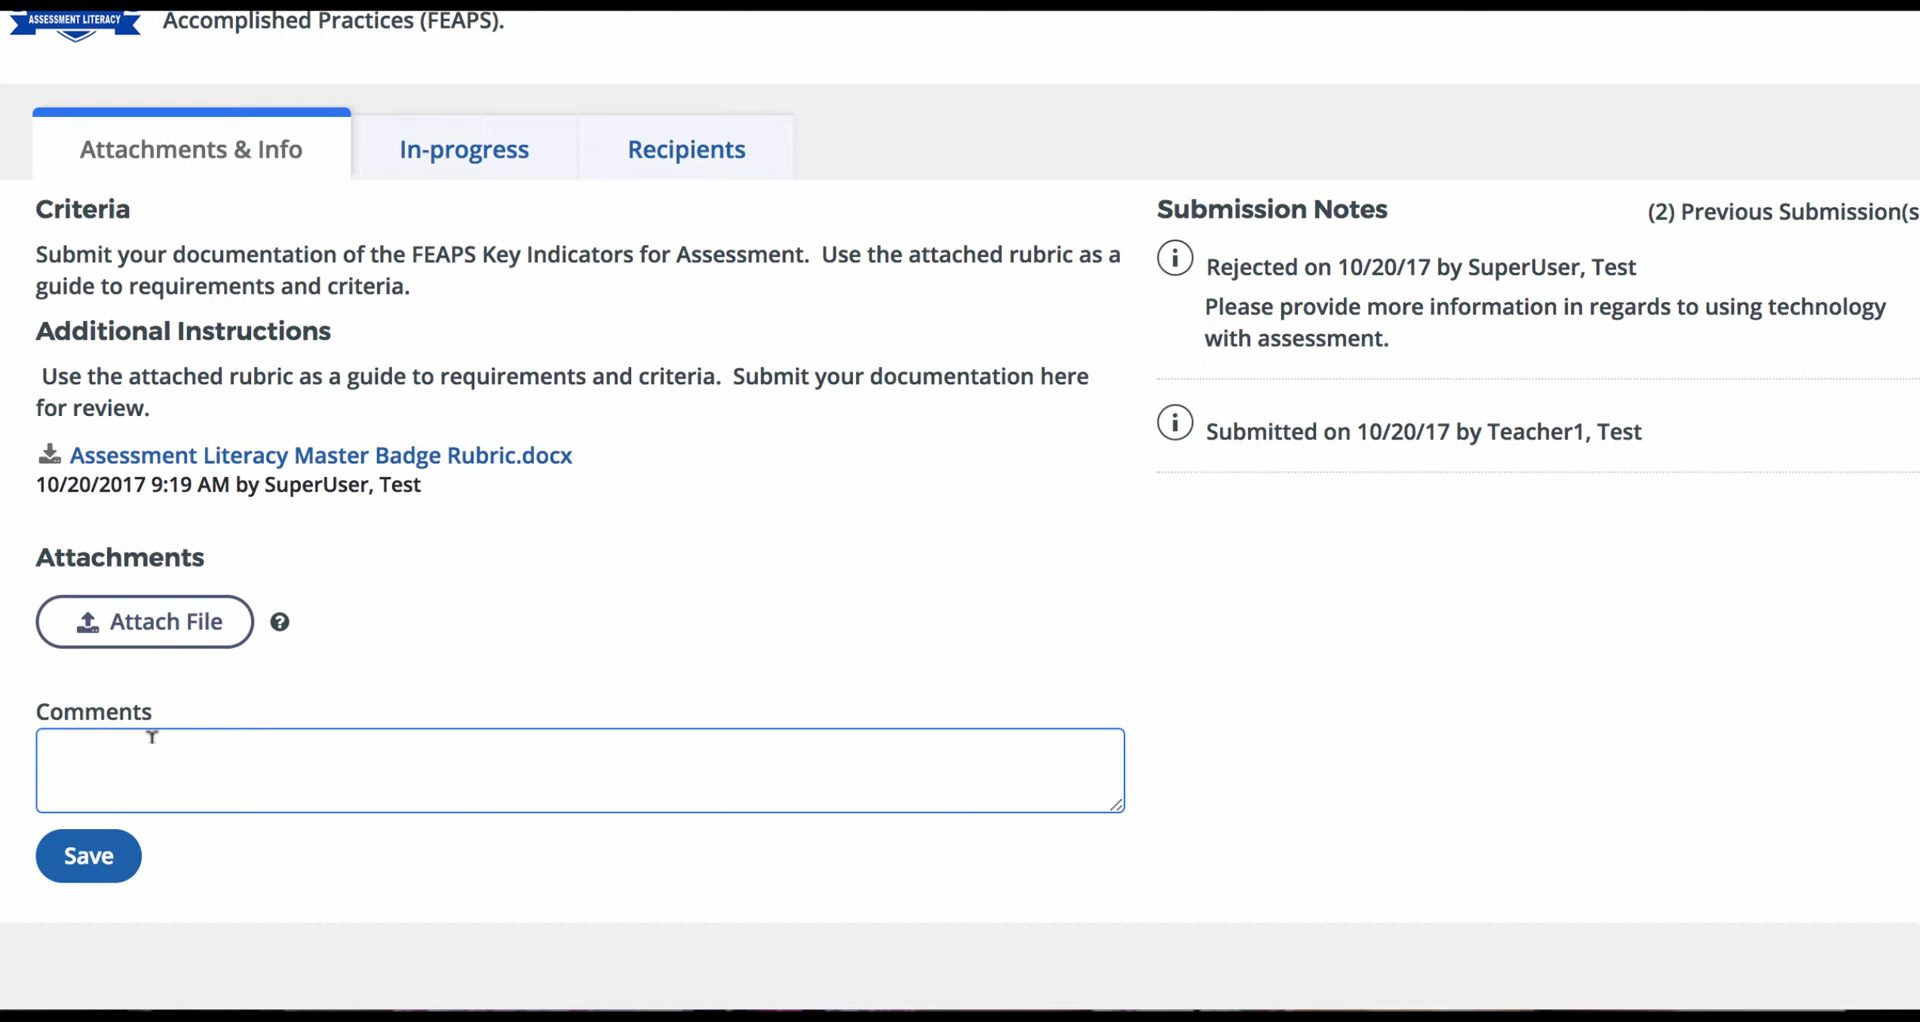 ASSESSMENT LITERACY
Accomplished Practices (FEAPS).
Attachments & Info
In-progress
Recipients
Criteria
Submit your documentation of the FEAPS Key Indicators for Assessment.  Use the attached rubric as a
guide to requirements and criteria.
Additional Instructions
Use the attached rubric as a guide to requirements and criteria.  Submit your documentation here
for review.
Assessment Literacy Master Badge Rubric.docx
10/20/2017 9:19 AM by SuperUser, Test
Attachments
Attach File
Comments
Save
Submission Notes
(2) Previous Submission(s
Rejected on 10/20/17 by SuperUser, Test
Please provide more information in regards to using technology
with assessment.
Submitted on 10/20/17 by Teacher1, Test